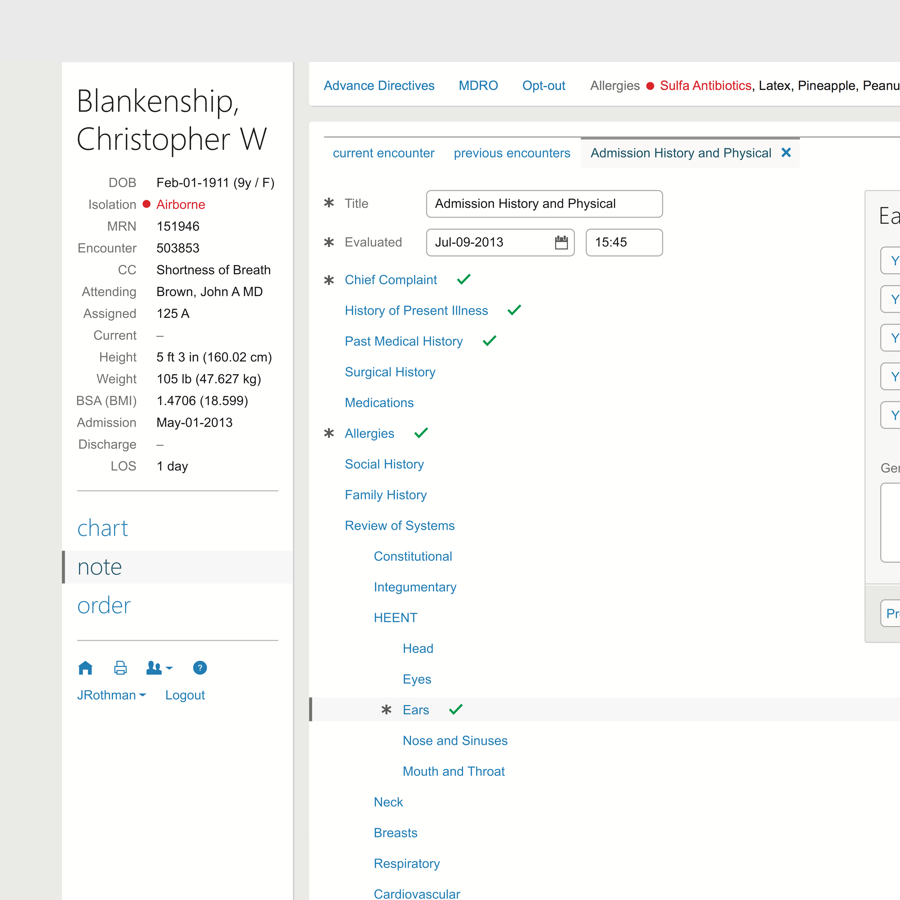 Blankenship,
Christopher W
DOB Feb-01-1911 (9y / F)
Isolation Airborne
MRN 151946
Encounter 503853
CC Shortness of Breath
Attending Brown, John A MD
Assigned 125 A
Current –
Height 5 ft 3 in (160.02 cm)
Weight 105 lb (47.627 kg)
BSA (BMI) 1.4706 (18.599)
Admission May-01-2013
Discharge –
LOS 1 day
chart
note
order
?
JRothman Logout
Advance Directives MDRO Opt-out Allergies Sulfa Antibiotics, Latex, Pineapple, Peanu
current encounter previous encounters Admission History and Physical
* Title Admission History and Physical
* Evaluated Jul-09-2013 15:45
* Chief Complaint
History of Present Illness
Past Medical History
Surgical History
Medications
* Allergies
Social History
Family History
Review of Systems
Constitutional
Integumentary
HEENT
Head
Eyes
* Ears
Nose and Sinuses
Mouth and Throat
Neck
Breasts
Respiratory
Cardiovascular
Ea
Y
Y
Y
Y
Y
Ge
Pr